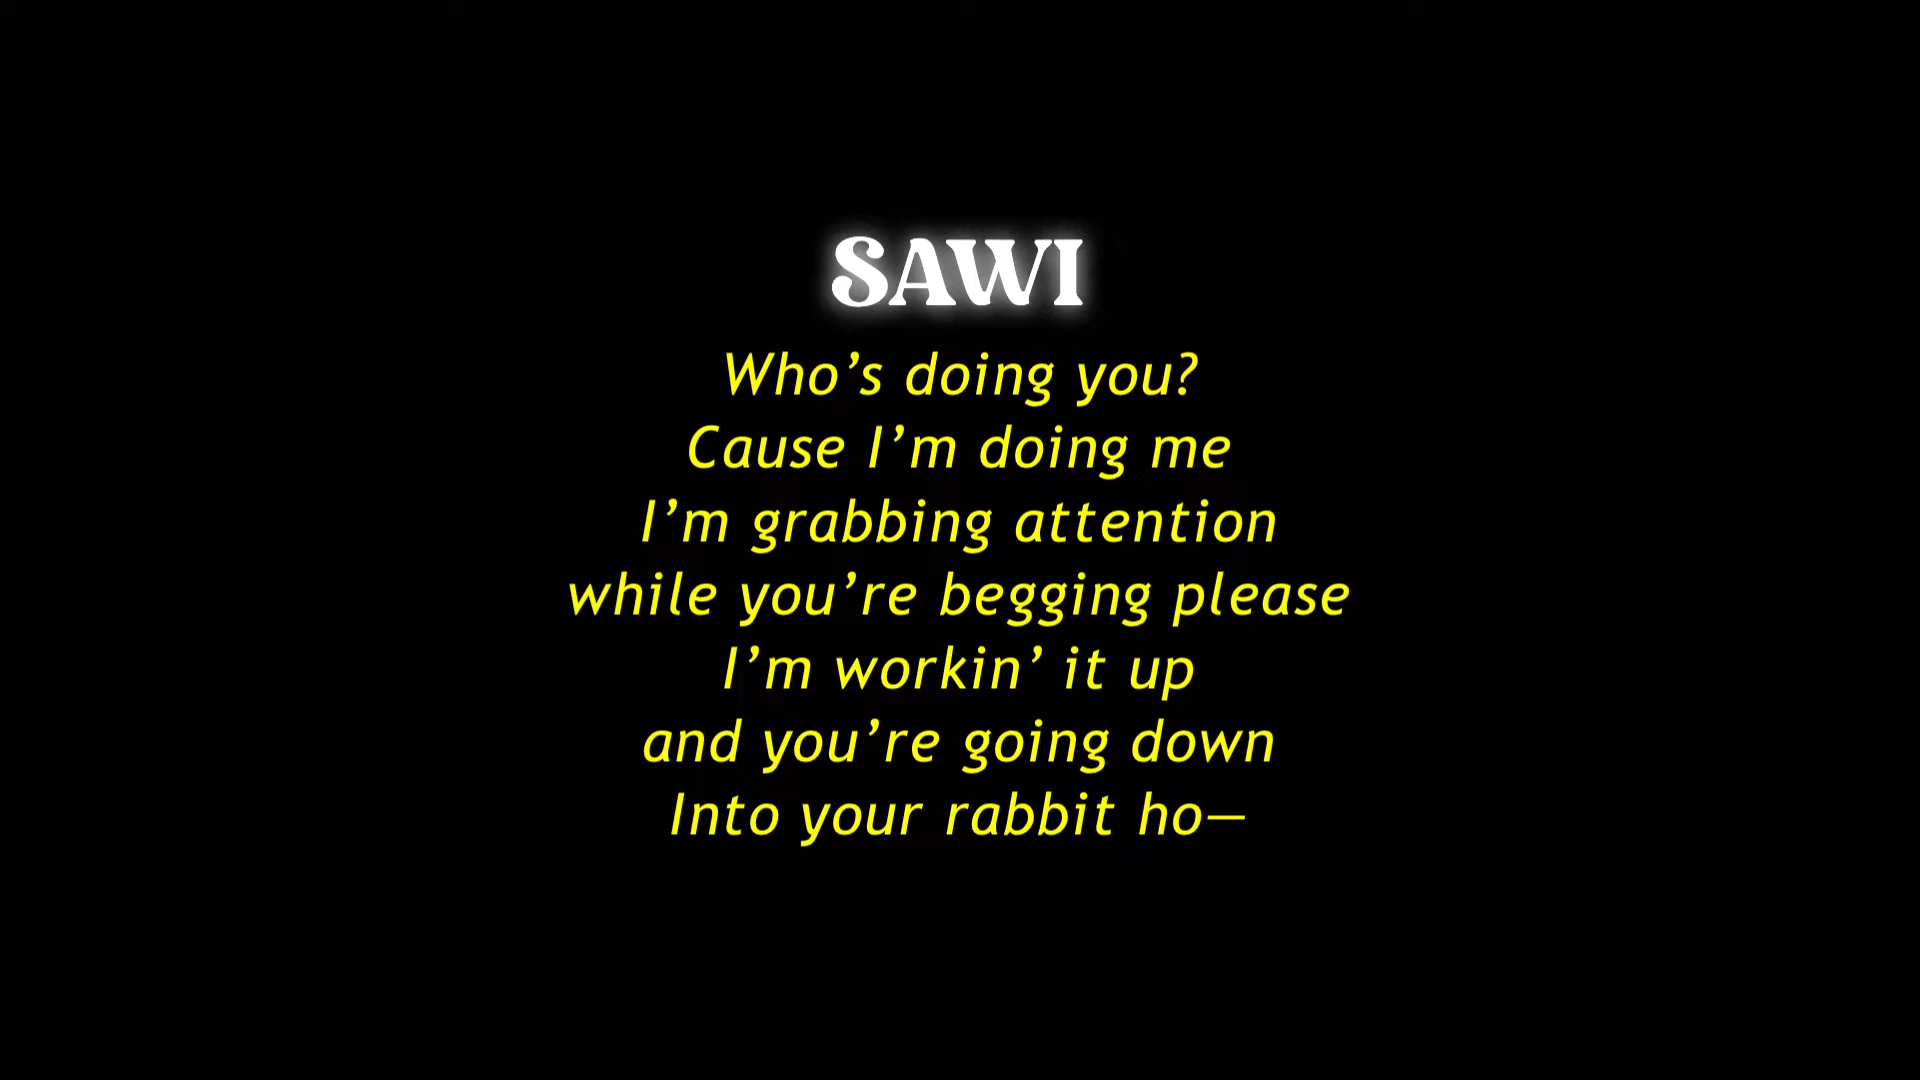 SAWI
Who’s doing you?
Cause I’m doing me
I’m grabbing attention
while you’re begging please
I’m workin’ it up
and you’re going down
Into your rabbit ho—